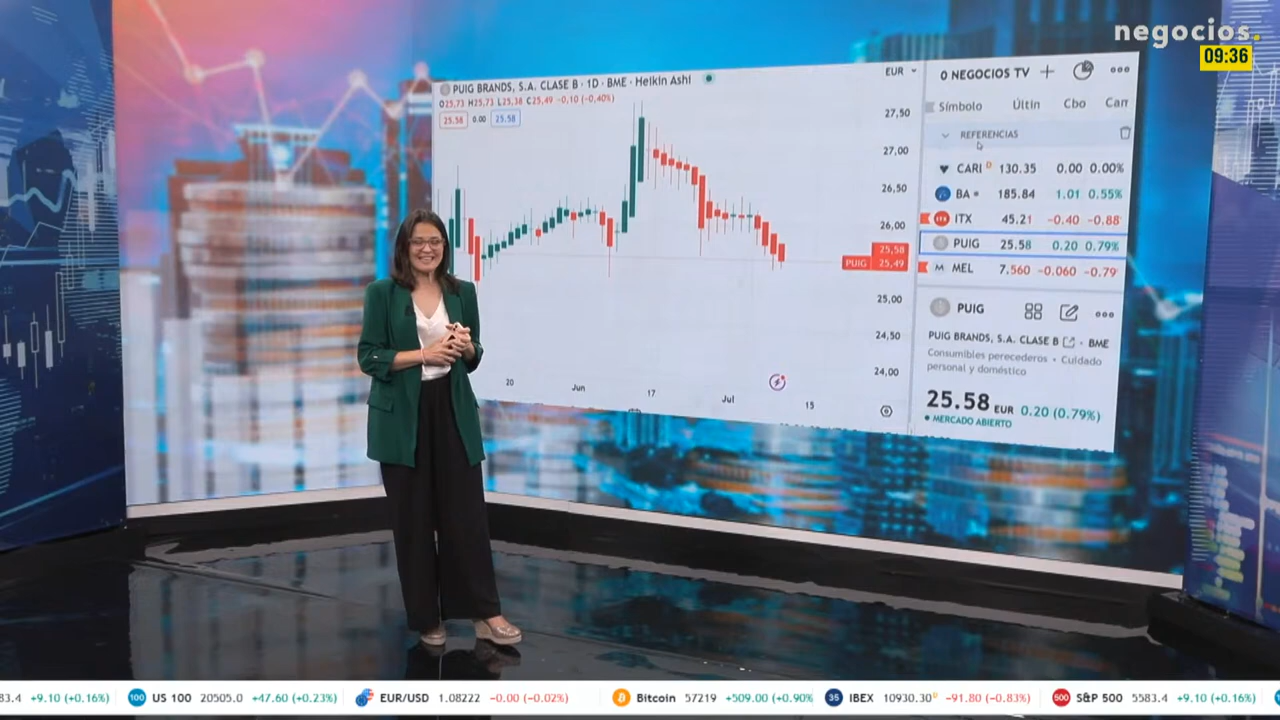 negocios.
09:36
PUIG BRANDS, S.A. CLASE B · 1D · BME · Heikin Ashi
O25,73 H25,73 L25,38 C25,49 -0,10 (-0,40%)
25.58 0.00 25.58
EUR
27,50
27,00
26,50
26,00
25,58
PUIG 25,49
25,00
24,50
24,00
20 Jun 17 Jul 15
NEGOCIOS TV
Símbolo Últin Cbo Can
REFERENCIAS
CARI D 130.35 0.00 0.00%
BA 185.84 1.01 0.55%
ITX 45.21 -0.40 -0.88
PUIG 25.58 0.20 0.79%
MEL 7.560 -0.060 -0.79
PUIG
PUIG BRANDS, S.A. CLASE B · BME
Consumibles perecederos • Cuidado
personal y doméstico
25.58 EUR 0.20 (0.79%)
• MERCADO ABIERTO
83.4 +9.10 (+0.16%) 100 US 100 20505.0 +47.60 (+0.23%) EUR/USD 1.08222 -0.00 (-0.02%) Bitcoin 57219 +509.00 (+0.90% 35 IBEX 10930.30 D -91.80 (-0.83%) 500 S&P 500 5583.4 +9.10 (+0.16%)